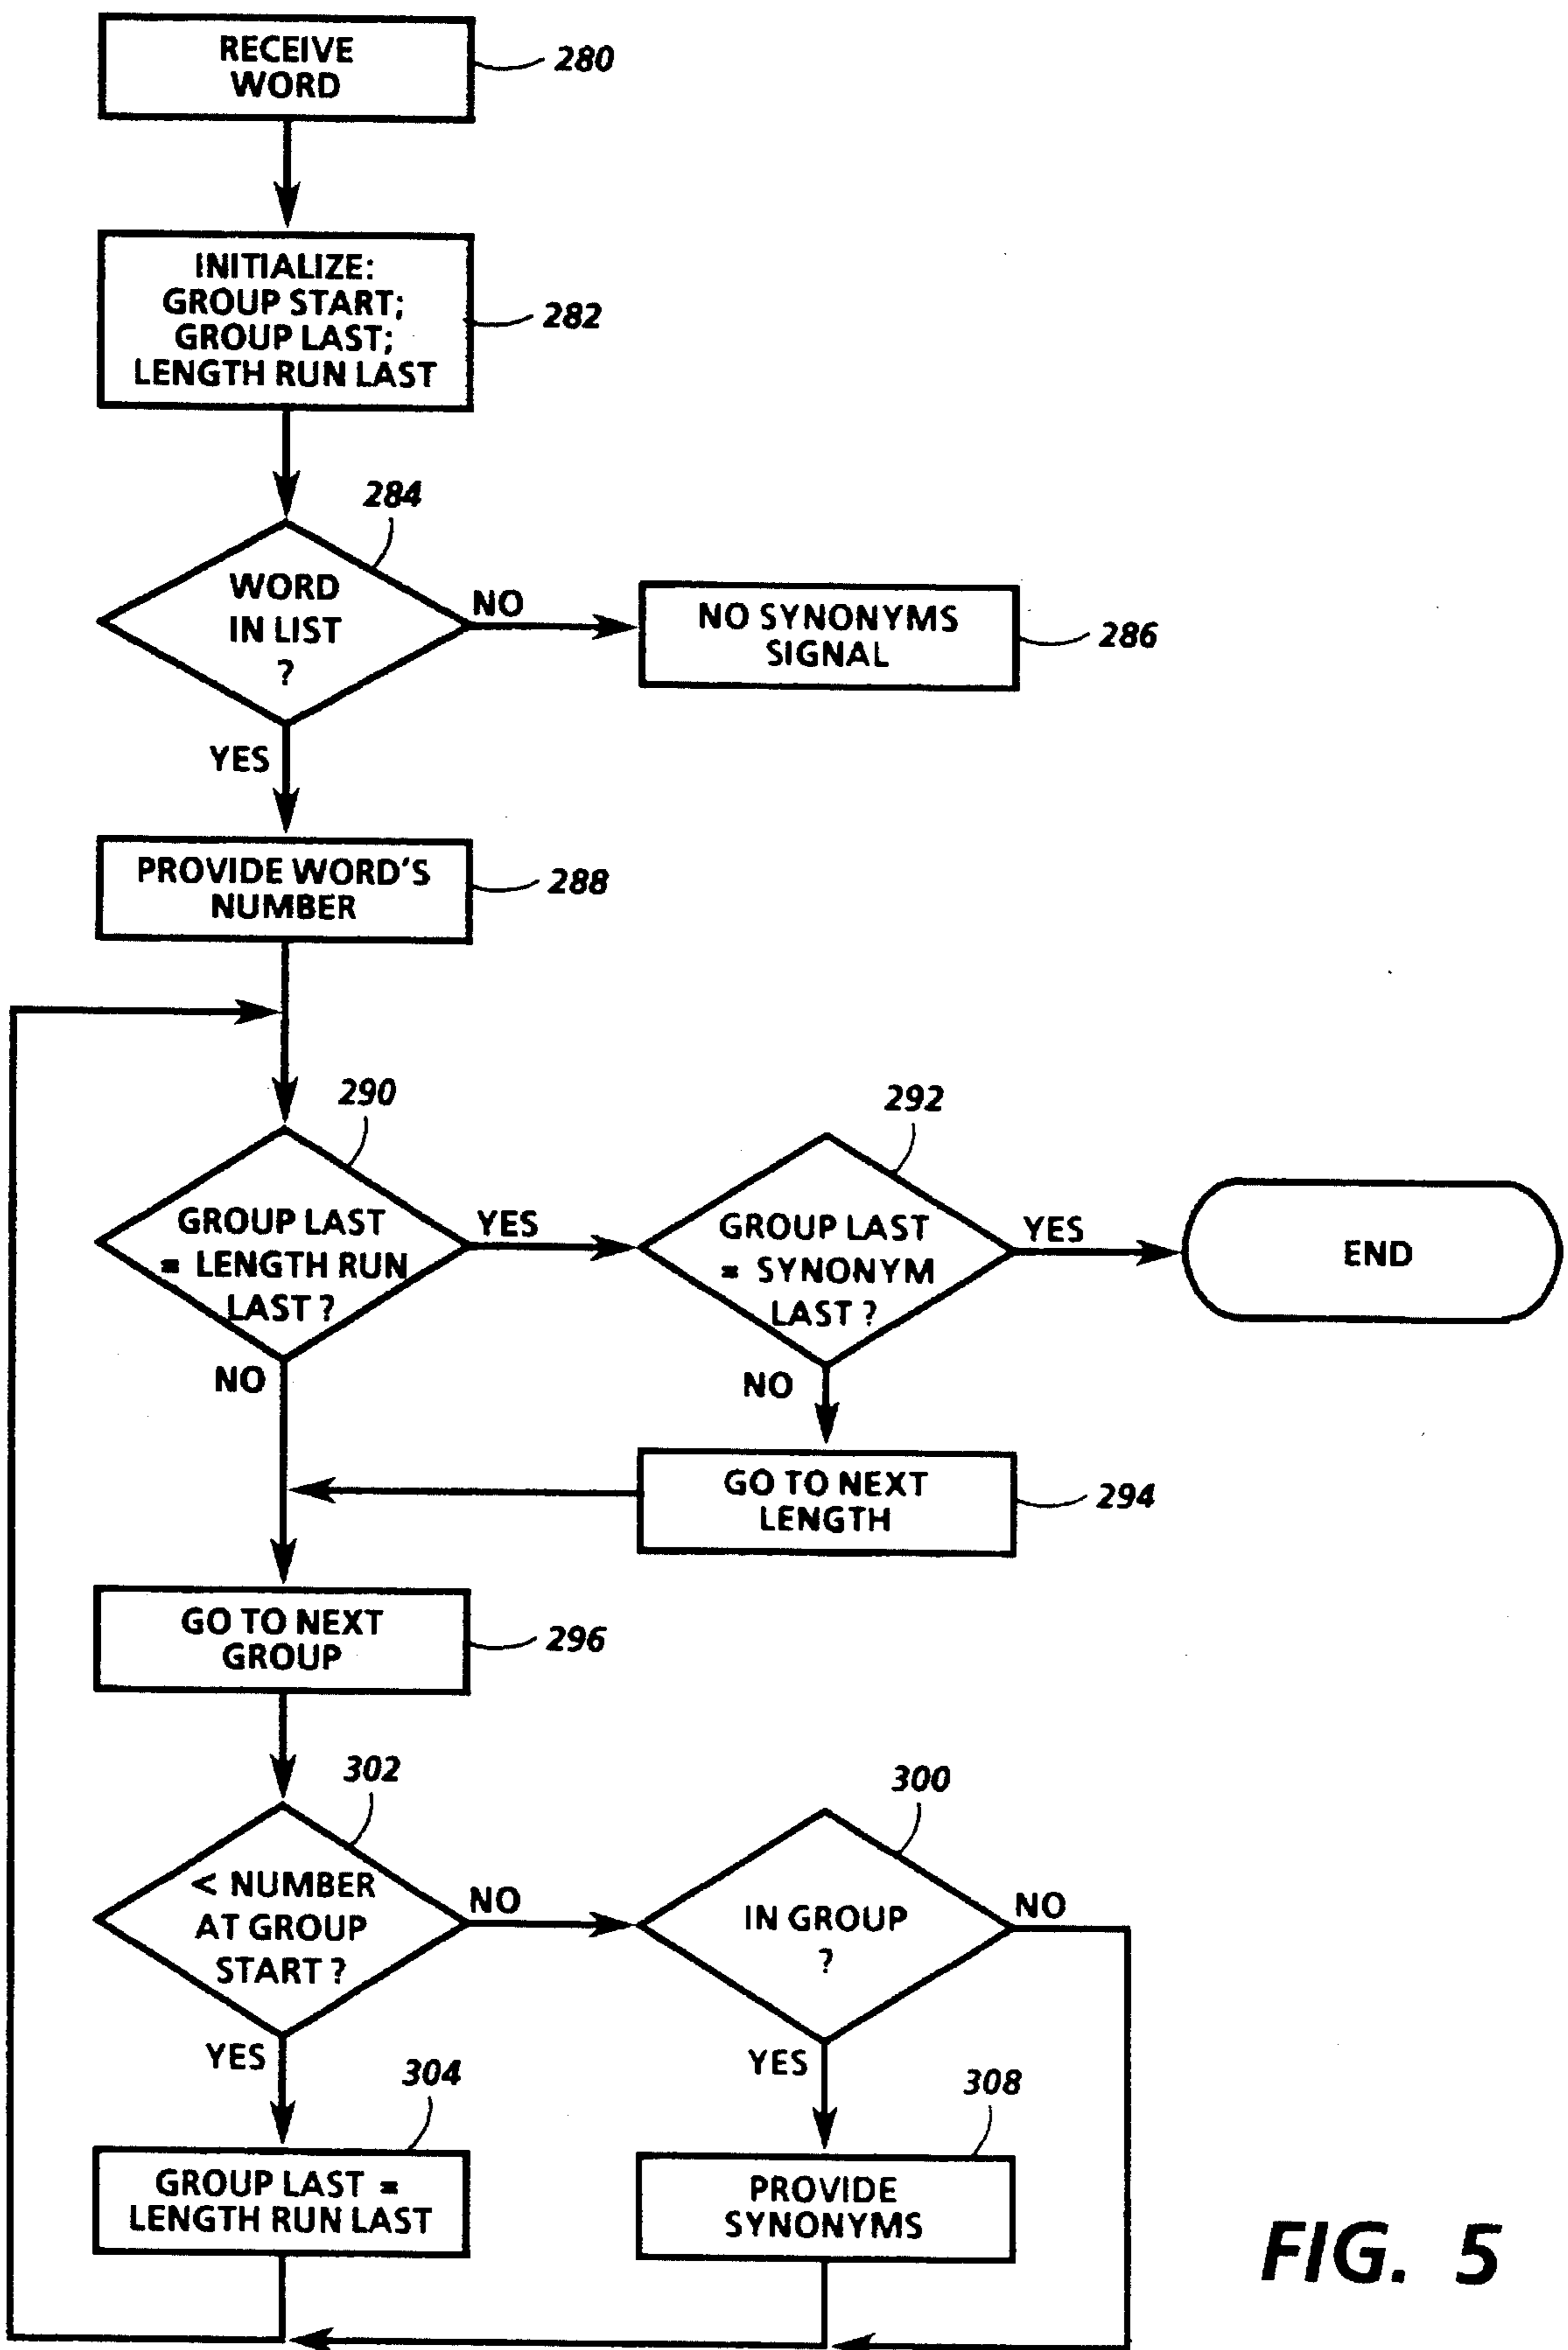 RECEIVE
WORD
280
INITIALIZE:
GROUP START;
GROUP LAST;
LENGTH RUN LAST
282
284
WORD
IN LIST
?
NO
NO SYNONYMS
SIGNAL
286
YES
PROVIDE WORD'S
NUMBER
288
290
GROUP LAST
= LENGTH RUN
LAST ?
YES
292
GROUP LAST
= SYNONYM
LAST ?
YES
END
NO
NO
GO TO NEXT
LENGTH
294
GO TO NEXT
GROUP
296
302
< NUMBER
AT GROUP
START ?
NO
300
IN GROUP
?
NO
YES
304
GROUP LAST =
LENGTH RUN LAST
YES
308
PROVIDE
SYNONYMS
FIG. 5